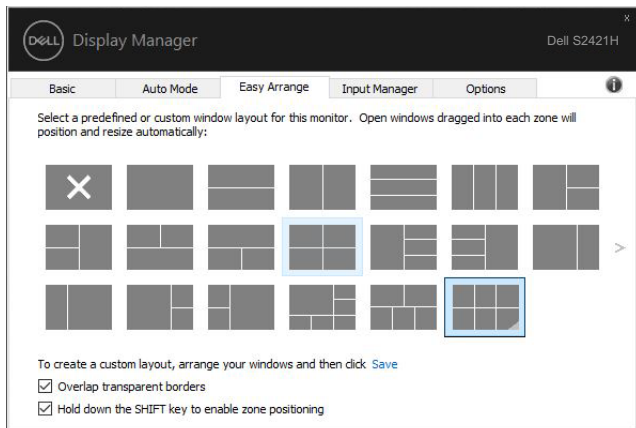 x
DELL Display Manager Dell S2421H
Basic Auto Mode Easy Arrange Input Manager Options i
Select a predefined or custom window layout for this monitor. Open windows dragged into each zone will
position and resize automatically:
>
To create a custom layout, arrange your windows and then click Save
Overlap transparent borders
Hold down the SHIFT key to enable zone positioning